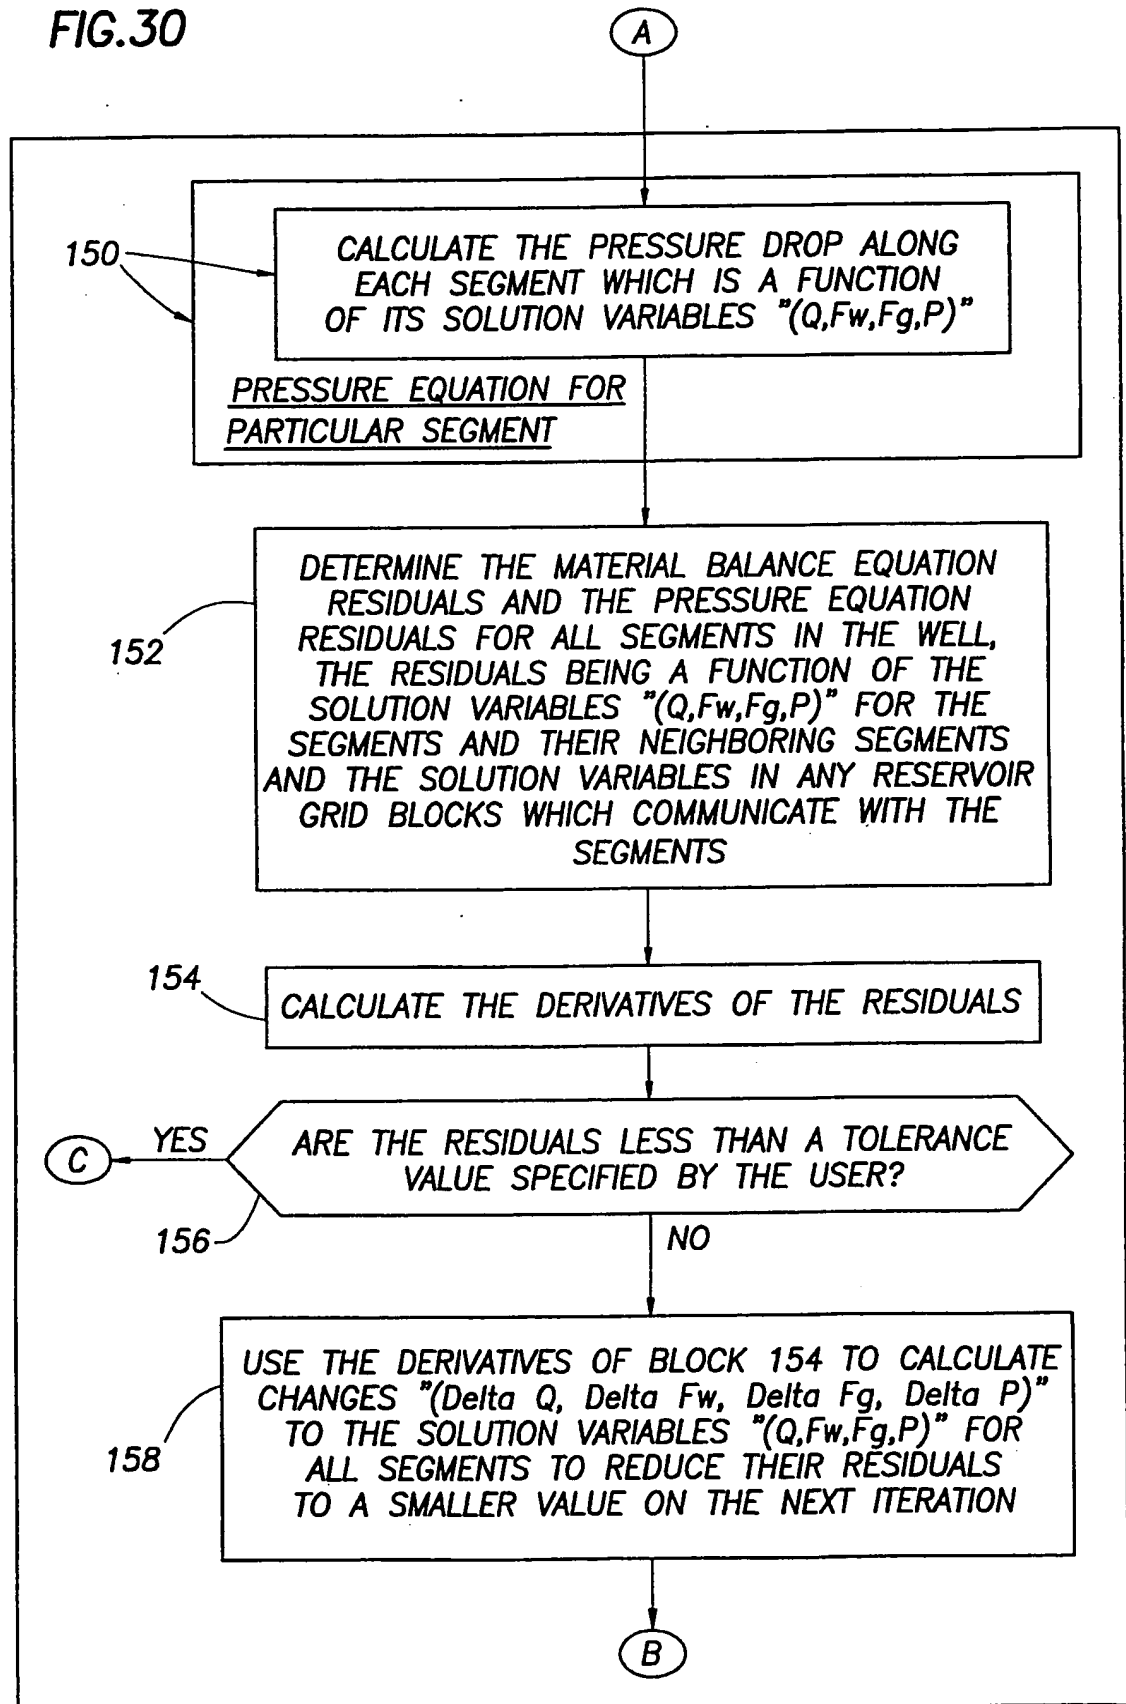 FIG.30
A
150
CALCULATE THE PRESSURE DROP ALONG
EACH SEGMENT WHICH IS A FUNCTION
OF ITS SOLUTION VARIABLES "(Q,Fw,Fg,P)"
PRESSURE EQUATION FOR
PARTICULAR SEGMENT
152
DETERMINE THE MATERIAL BALANCE EQUATION
RESIDUALS AND THE PRESSURE EQUATION
RESIDUALS FOR ALL SEGMENTS IN THE WELL,
THE RESIDUALS BEING A FUNCTION OF THE
SOLUTION VARIABLES "(Q,Fw,Fg,P)" FOR THE
SEGMENTS AND THEIR NEIGHBORING SEGMENTS
AND THE SOLUTION VARIABLES IN ANY RESERVOIR
GRID BLOCKS WHICH COMMUNICATE WITH THE
SEGMENTS
154
CALCULATE THE DERIVATIVES OF THE RESIDUALS
C
YES
ARE THE RESIDUALS LESS THAN A TOLERANCE
VALUE SPECIFIED BY THE USER?
156
NO
158
USE THE DERIVATIVES OF BLOCK 154 TO CALCULATE
CHANGES "(Delta Q, Delta Fw, Delta Fg, Delta P)"
TO THE SOLUTION VARIABLES "(Q,Fw,Fg,P)" FOR
ALL SEGMENTS TO REDUCE THEIR RESIDUALS
TO A SMALLER VALUE ON THE NEXT ITERATION
B